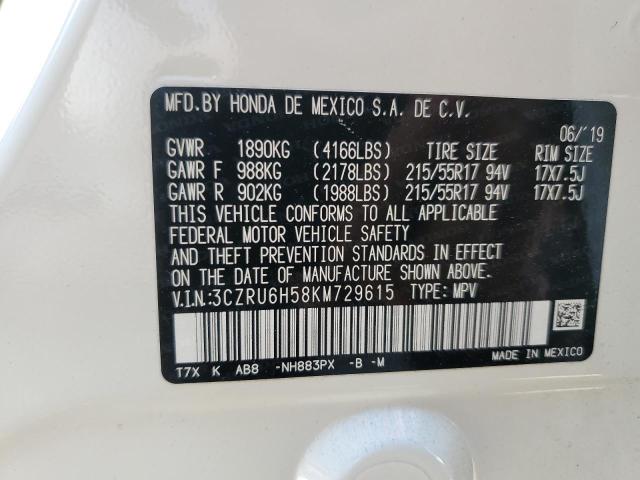 MFD.BY HONDA DE MEXICO S.A. DE C.V.
06/'19
GVWR 1890KG (4166LBS) TIRE SIZE RIM SIZE
GAWR F 988KG (2178LBS) 215/55R17 94V 17X7.5J
GAWR R 902KG (1988LBS) 215/55R17 94V 17X7.5J
THIS VEHICLE CONFORMS TO ALL APPLICABLE
FEDERAL MOTOR VEHICLE SAFETY
AND THEFT PREVENTION STANDARDS IN EFFECT
ON THE DATE OF MANUFACTURE SHOWN ABOVE.
V.I.N:3CZRU6H58KM729615 TYPE: MPV
T7X K AB8 -NH883PX -B -M
MADE IN MEXICO